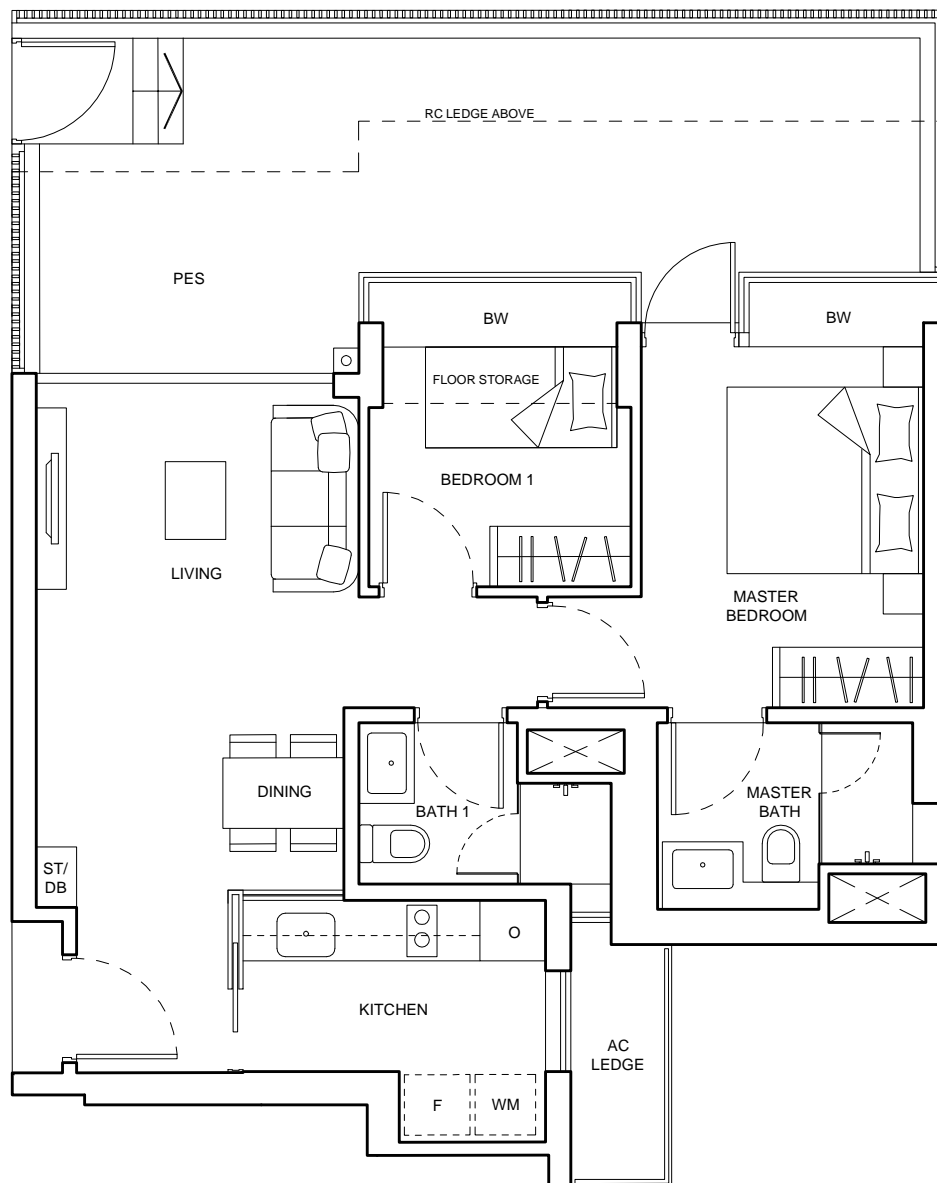 RC LEDGE ABOVE
PES
BW
BW
FLOOR STORAGE
BEDROOM 1
LIVING
MASTER
BEDROOM
DINING
BATH 1
MASTER
BATH
ST/
DB
O
KITCHEN
AC
LEDGE
F
WM